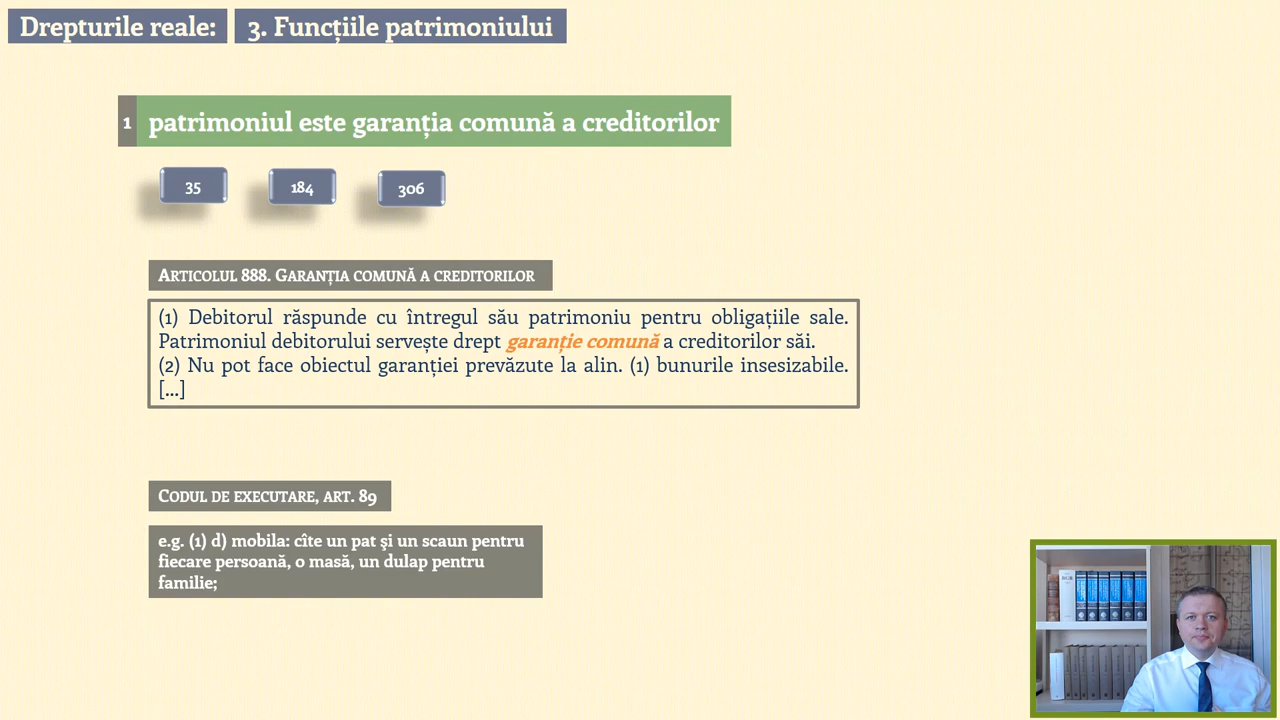 Drepturile reale: 3. Funcțiile patrimoniului
1 patrimoniul este garanția comună a creditorilor
35 184 306
Articolul 888. Garanția comună a creditorilor
(1) Debitorul răspunde cu întregul său patrimoniu pentru obligațiile sale.
Patrimoniul debitorului servește drept garanție comună a creditorilor săi.
(2) Nu pot face obiectul garanției prevăzute la alin. (1) bunurile insesizabile.
[...]
Codul de executare, art. 89
e.g. (1) d) mobila: cîte un pat şi un scaun pentru
fiecare persoană, o masă, un dulap pentru
familie;